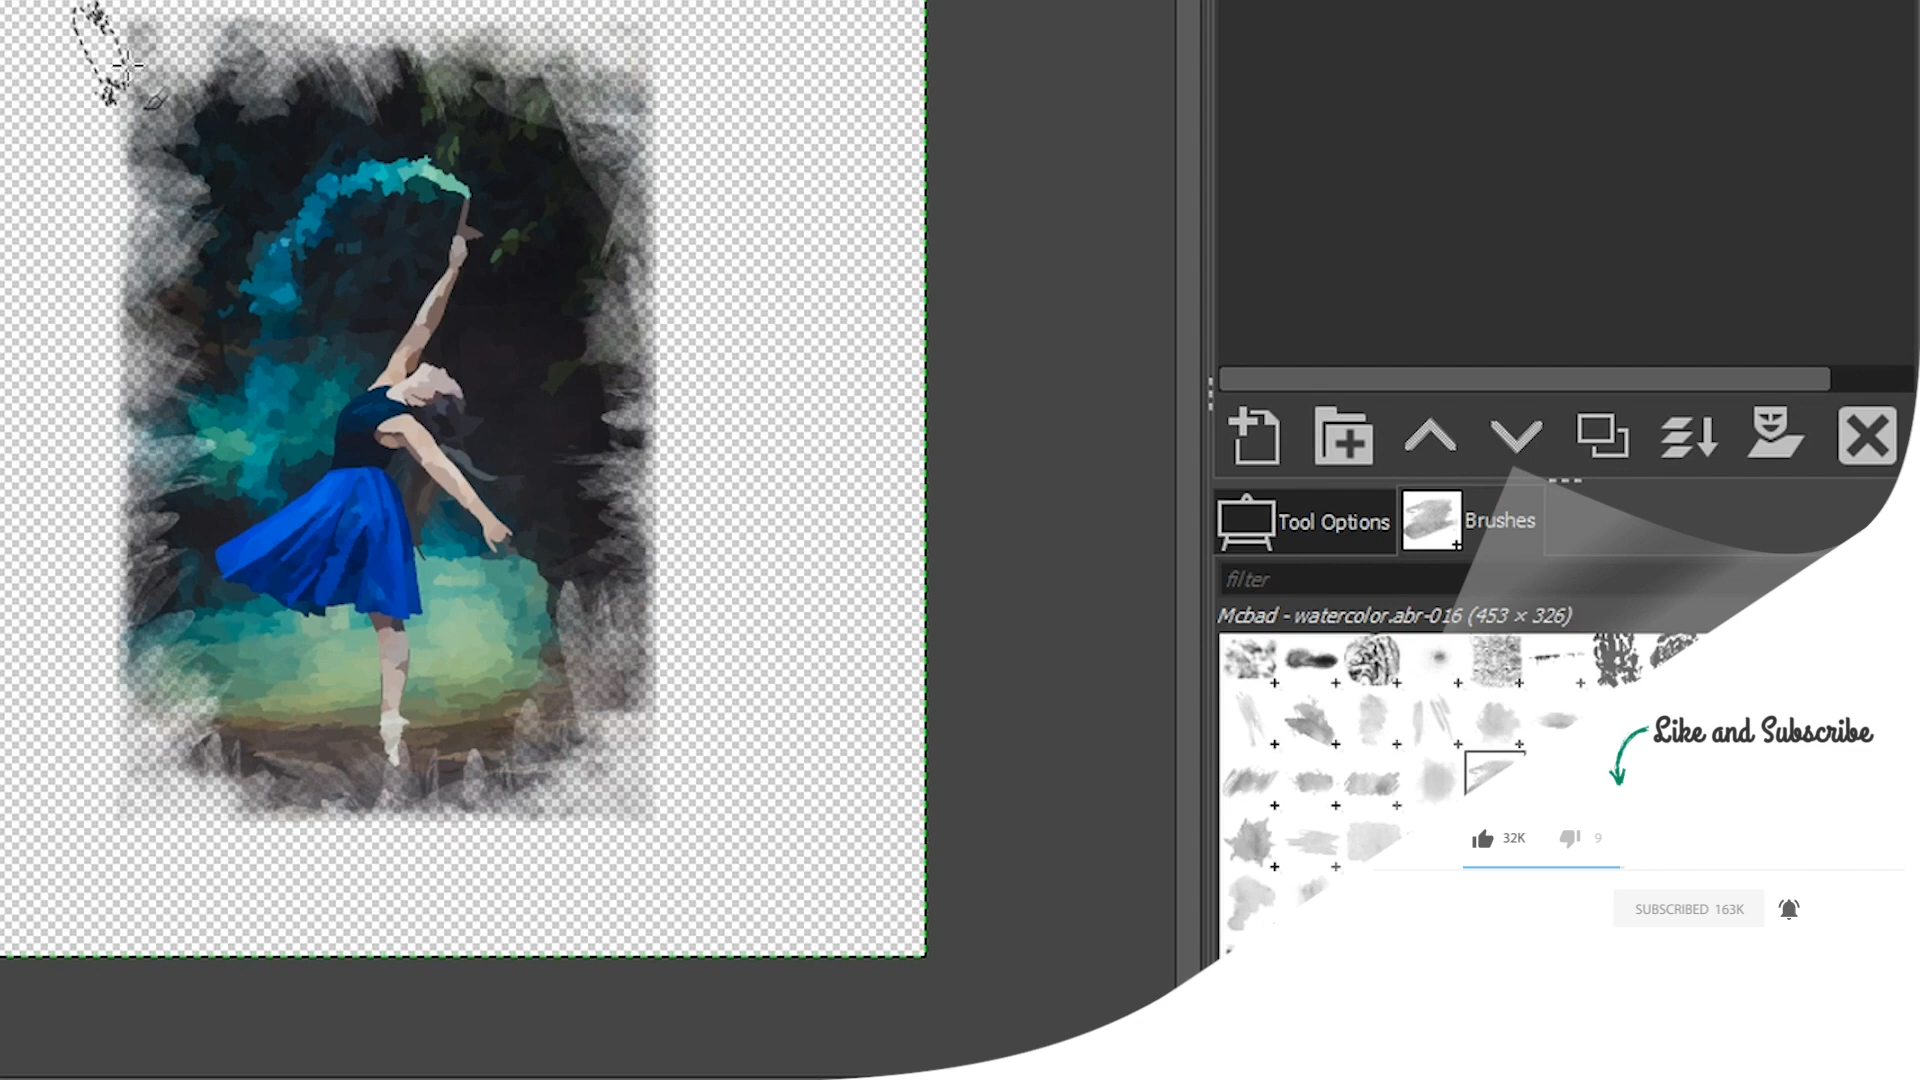 Tool Options
Brushes
filter
Mcbad - watercolor.abr-016 (453 × 326)
Like and Subscribe
32K
9
SUBSCRIBED 163K